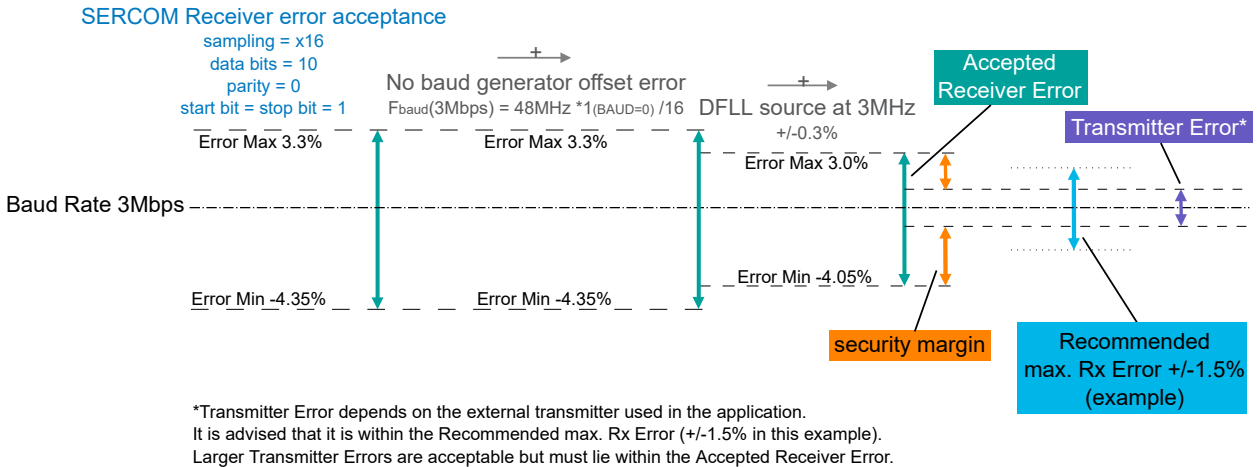 SERCOM Receiver error acceptance
sampling = x16
data bits = 10
parity = 0
start bit = stop bit = 1
+
No baud generator offset error
Fbaud(3Mbps) = 48MHz *1(BAUD=0) /16
+
DFLL source at 3MHz
+/-0.3%
Accepted
Receiver Error
Transmitter Error*
Error Max 3.3%
Error Max 3.3%
Error Max 3.0%
Baud Rate 3Mbps
Error Min -4.35%
Error Min -4.35%
Error Min -4.05%
security margin
Recommended
max. Rx Error +/-1.5%
(example)
*Transmitter Error depends on the external transmitter used in the application.
It is advised that it is within the Recommended max. Rx Error (+/-1.5% in this example).
Larger Transmitter Errors are acceptable but must lie within the Accepted Receiver Error.